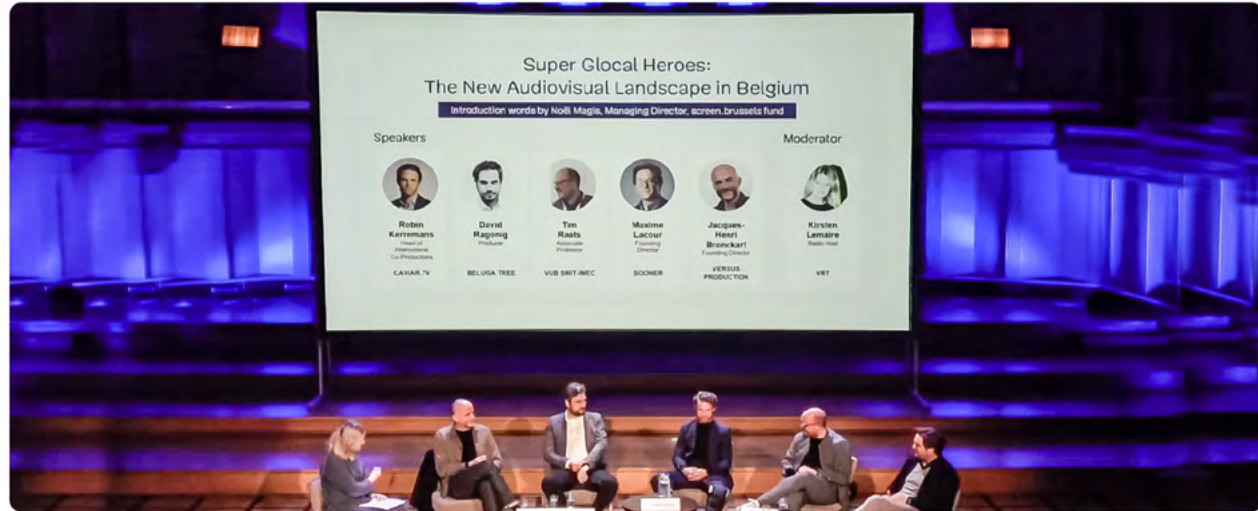 Super Glocal Heroes:
The New Audiovisual Landscape in Belgium
Introduction words by Noël Magis, Managing Director, screen.brussels fund
Speakers
Moderator
Robin
Kerremans
Head of
International
Co-Productions
CAVIAR.TV
David
Ragonig
Producer
BELUGA TREE
Tim
Raats
Associate
Professor
VUB SMIT-IMEC
Maxime
Lacour
Founding
Director
SOONER
Jacques-
Henri
Bronckart
Founding Director
VERSUS
PRODUCTION
Kirsten
Lemaire
Radio Host
VRT